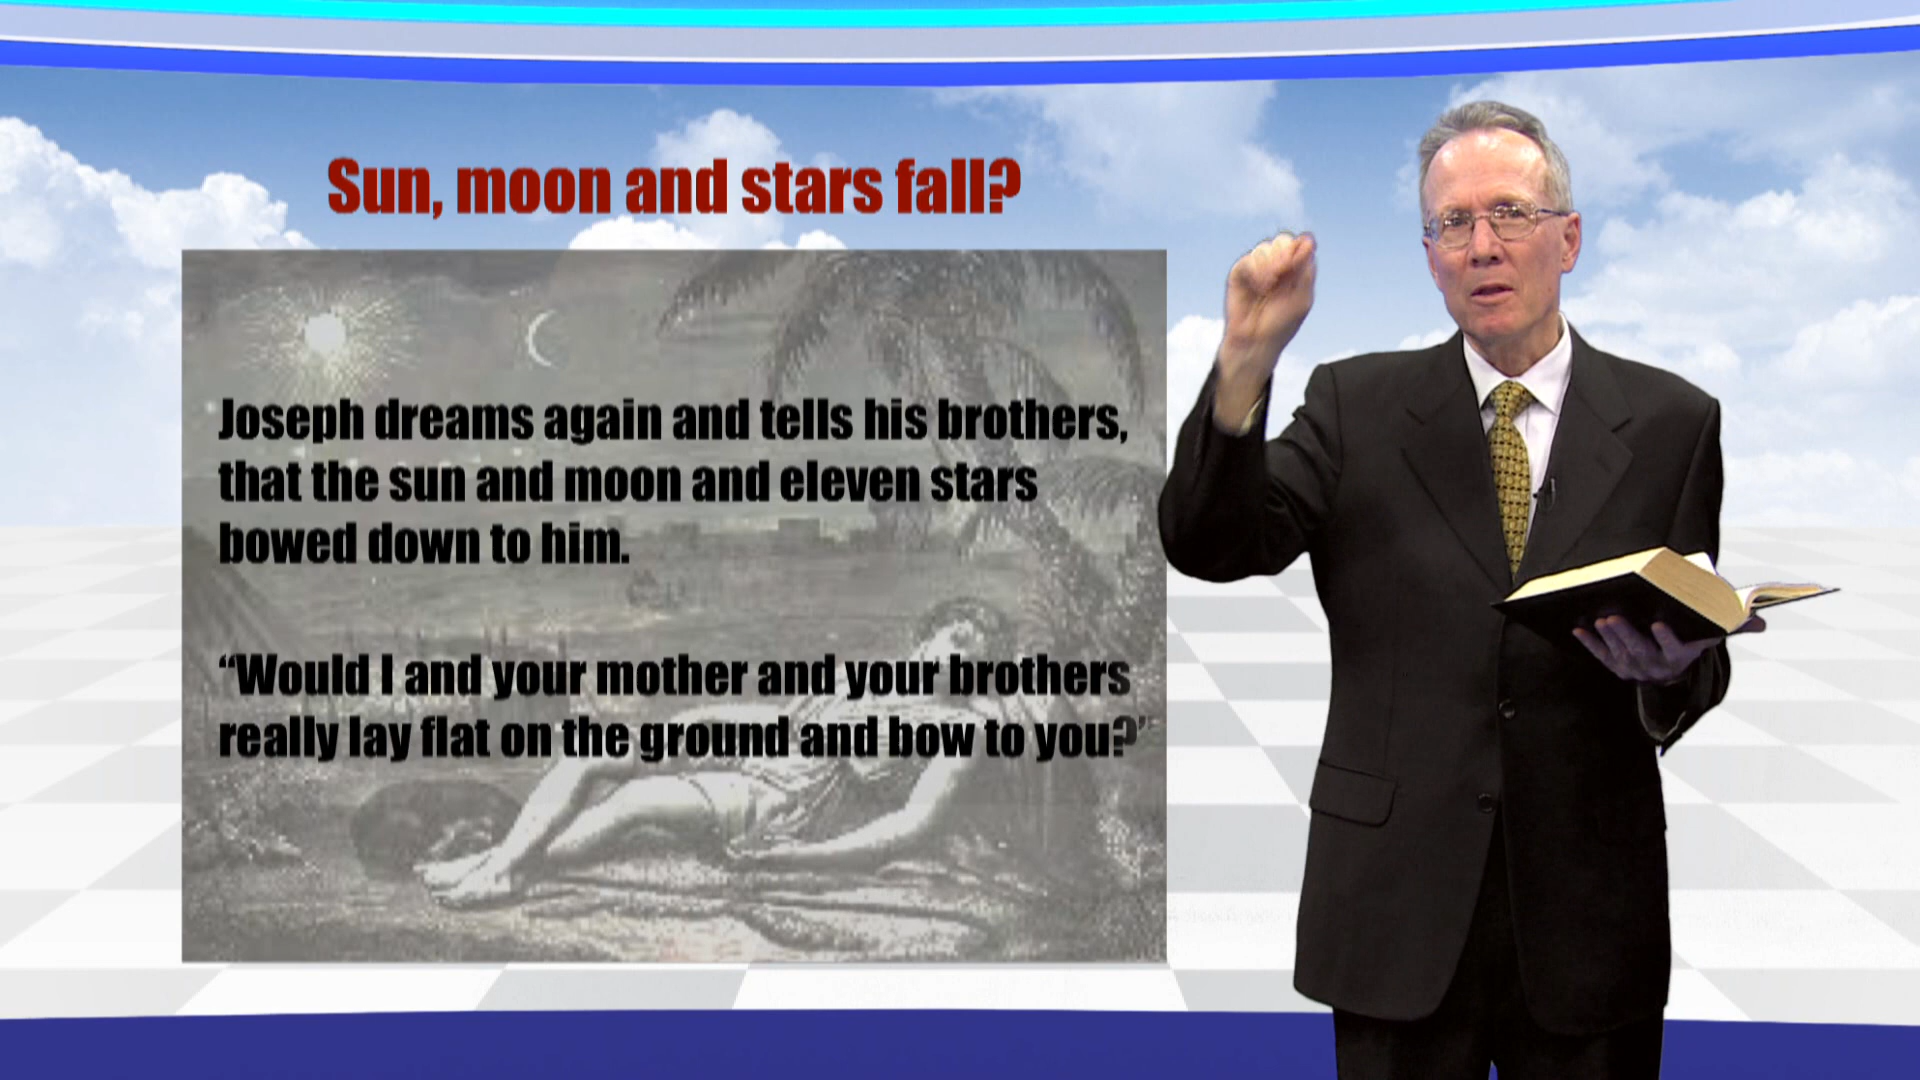 Sun, moon and stars fall?
Joseph dreams again and tells his brothers,
that the sun and moon and eleven stars
bowed down to him.
“Would I and your mother and your brothers
really lay flat on the ground and bow to you?”